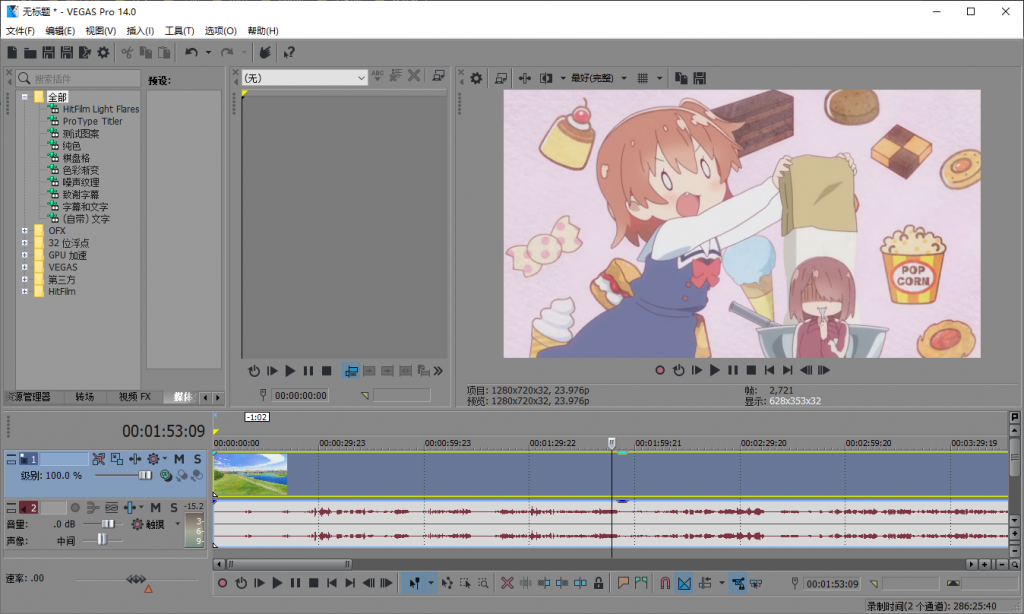 无标题 * - VEGAS Pro 14.0
文件(F) 编辑(E) 视图(V) 插入(I) 工具(T) 选项(O) 帮助(H)
搜索插件
预设:
(无)
最好(完整)
全部
HitFilm Light Flares
ProType Titler
测试图案
纯色
棋盘格
色彩渐变
噪声纹理
致谢字幕
字幕和文字
(自带) 文字
OFX
32 位浮点
GPU 加速
VEGAS
第三方
HitFilm
POP
CORN
资源管理器 转场 视频 FX 媒体
00:00:00:00
项目: 1280x720x32, 23.976p
预览: 1280x720x32, 23.976p
帧: 2,721
显示: 628x353x32
-1:02
00:01:53:09
00:00:00:00 00:00:29:23 00:00:59:23 00:01:29:22 00:01:59:21 00:02:29:20 00:02:59:20 00:03:29:19
1 M S
级别: 100.0 %
2 M S -15.2
音量: .0 dB 触摸
声像: 中间
3
6
9
速率: .00
00:01:53:09
录制时间(2 个通道): 286:25:40